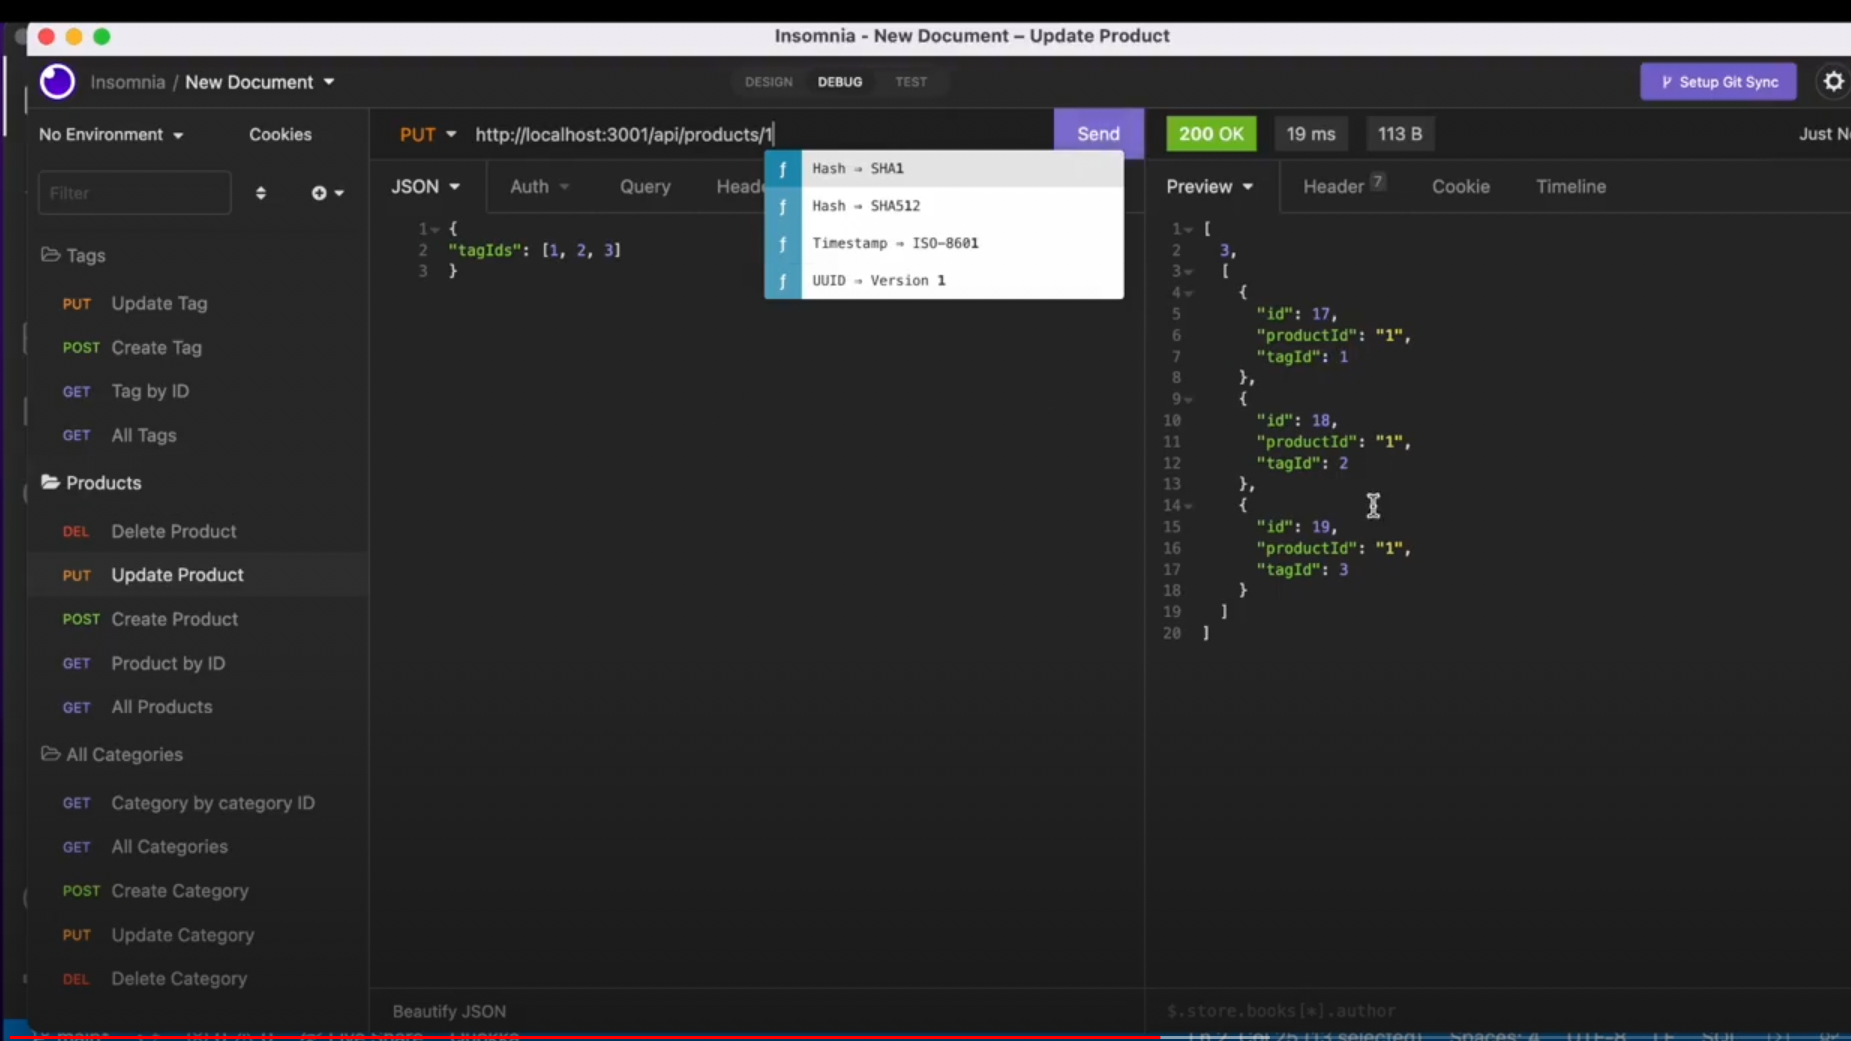 Insomnia - New Document – Update Product
Insomnia / New Document
DESIGN DEBUG TEST
Setup Git Sync
No Environment Cookies
PUT http://localhost:3001/api/products/1 Send
200 OK 19 ms 113 B Just
Filter
JSON Auth Query
Preview Header 7 Cookie Timeline
ƒ Hash ⇒ SHA1
ƒ Hash ⇒ SHA512
ƒ Timestamp ⇒ ISO-8601
ƒ UUID ⇒ Version 1
1 {
2 "tagIds": [1, 2, 3]
3 }
1 [
2 3,
3 [
4 {
5 "id": 17,
6 "productId": "1",
7 "tagId": 1
8 },
9 {
10 "id": 18,
11 "productId": "1",
12 "tagId": 2
13 },
14 {
15 "id": 19,
16 "productId": "1",
17 "tagId": 3
18 }
19 ]
20 ]
Tags
PUT Update Tag
POST Create Tag
GET Tag by ID
GET All Tags
Products
DEL Delete Product
PUT Update Product
POST Create Product
GET Product by ID
GET All Products
All Categories
GET Category by category ID
GET All Categories
POST Create Category
PUT Update Category
DEL Delete Category
Beautify JSON
$.store.books[*].author